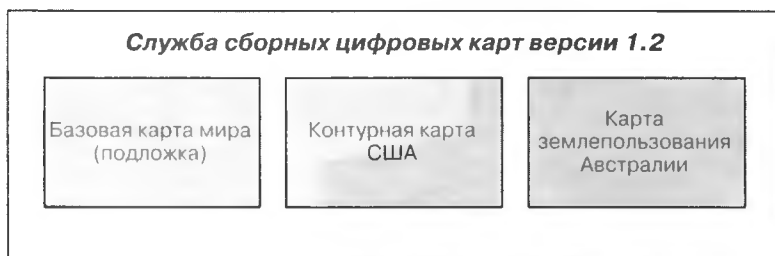 Служба сборных цифровых карт версии 1.2
Базовая карта мира
(подложка)
Контурная карта
США
Карта
землепользования
Австралии